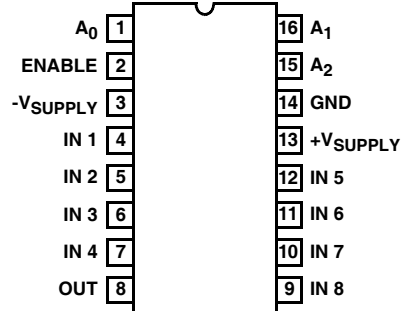 A0 1 16 A1
ENABLE 2 15 A2
-VSUPPLY 3 14 GND
IN 1 4 13 +VSUPPLY
IN 2 5 12 IN 5
IN 3 6 11 IN 6
IN 4 7 10 IN 7
OUT 8 9 IN 8